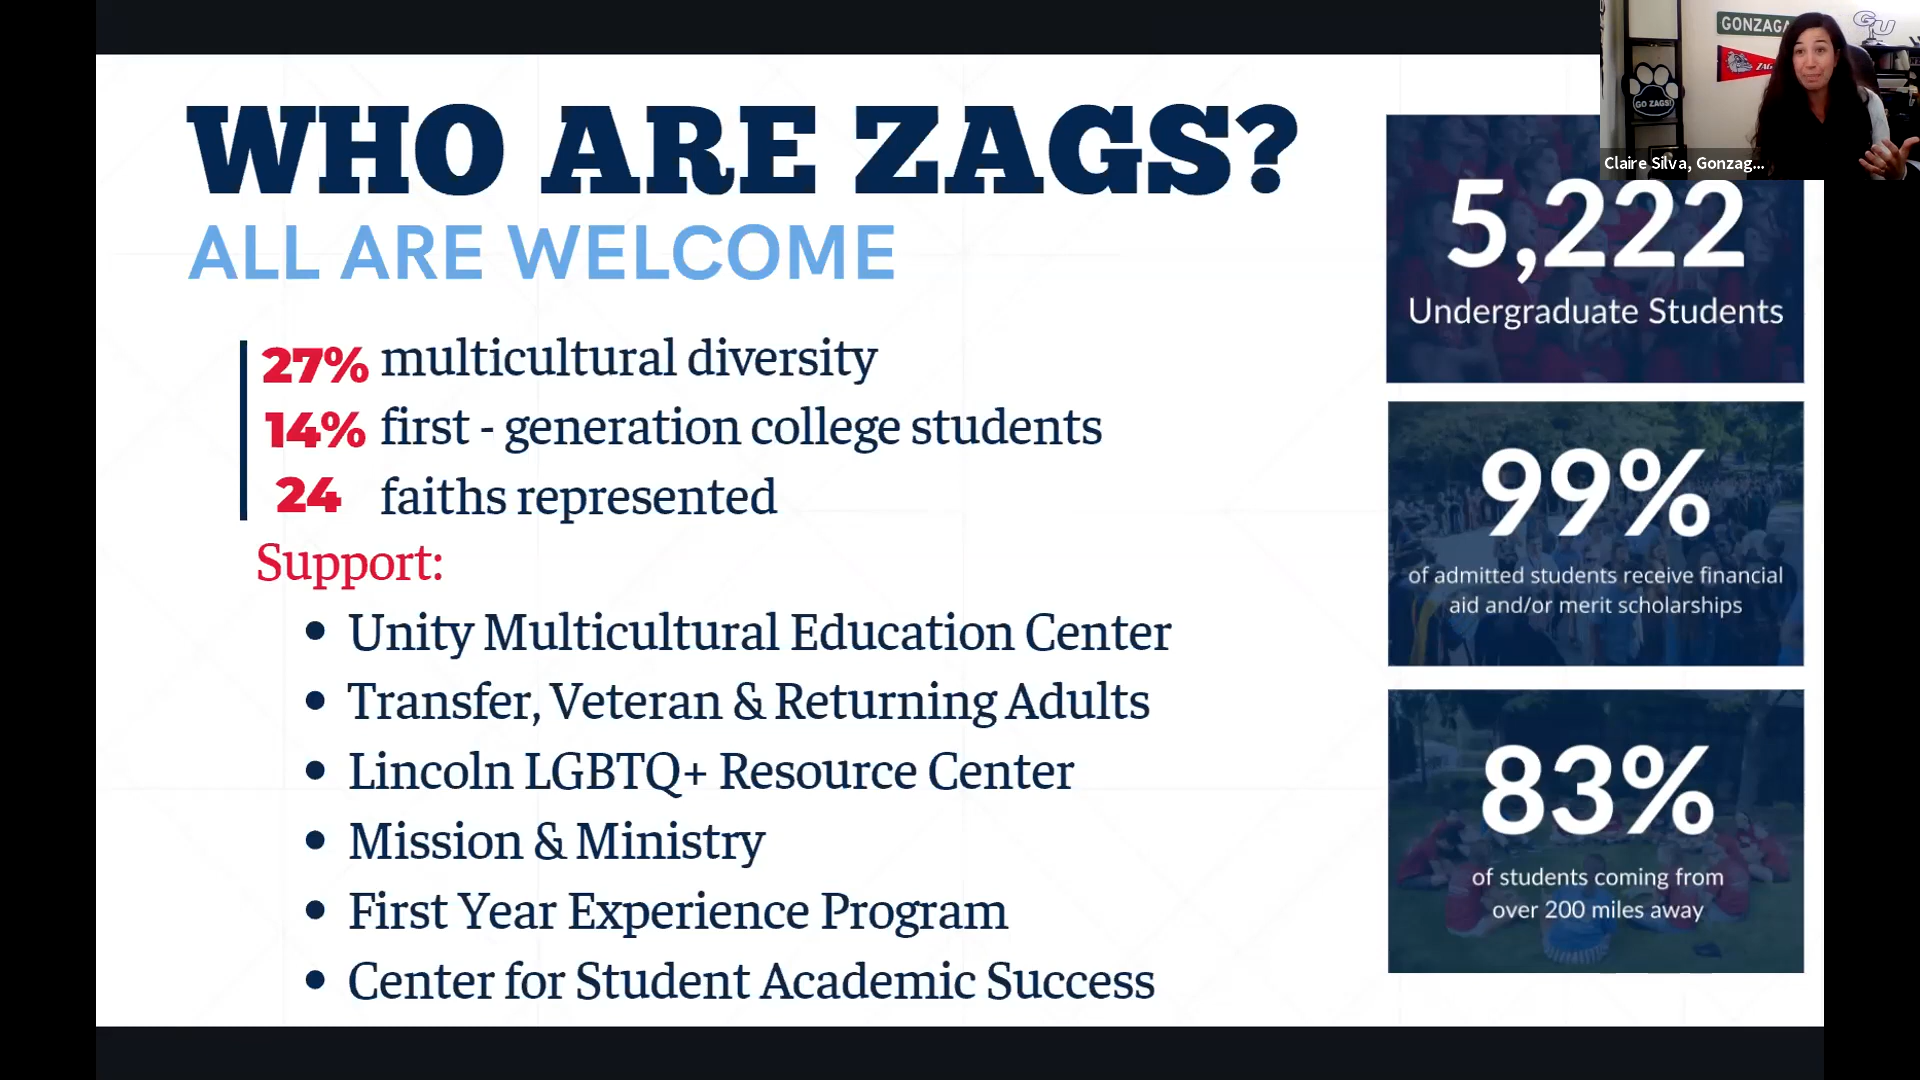 WHO ARE ZAGS?
ALL ARE WELCOME
27% multicultural diversity
14% first - generation college students
24 faiths represented
Support:
• Unity Multicultural Education Center
• Transfer, Veteran & Returning Adults
• Lincoln LGBTQ+ Resource Center
• Mission & Ministry
• First Year Experience Program
• Center for Student Academic Success
5,222
Undergraduate Students
99%
of admitted students receive financial
aid and/or merit scholarships
83%
of students coming from
over 200 miles away
GONZAGA
GU
GO ZAGS!
Claire Silva, Gonzag...